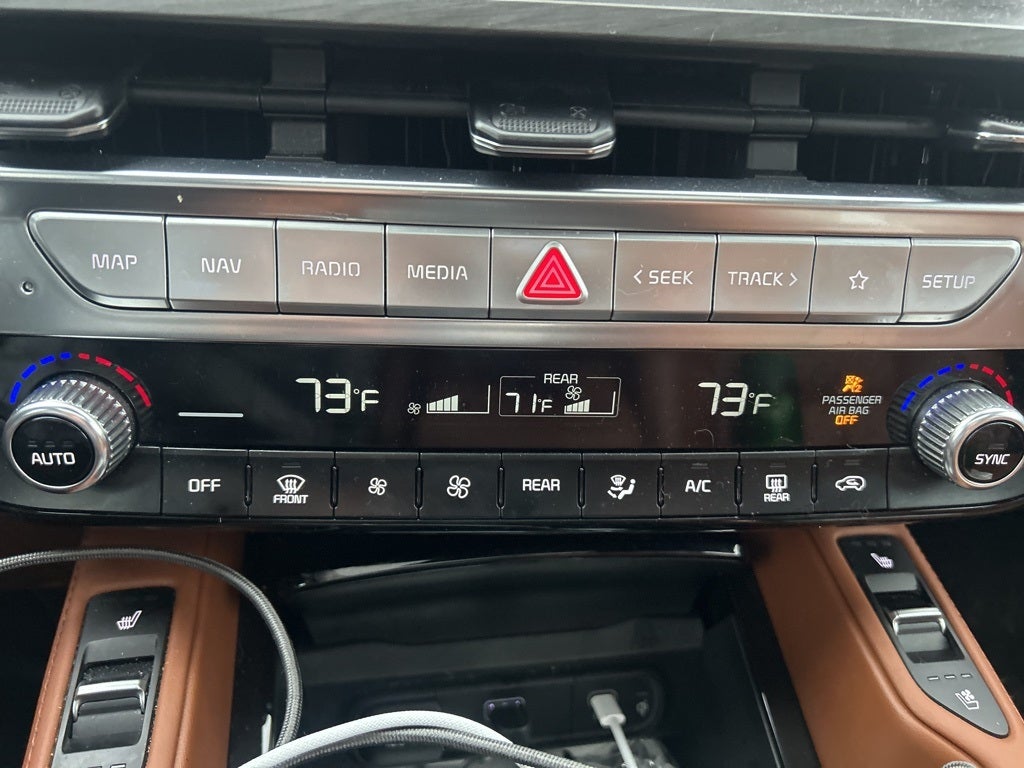 MAP
NAV
RADIO
MEDIA
< SEEK
TRACK >
SETUP
73°F
REAR
71°F
73°F
PASSENGER
AIR BAG
OFF
AUTO
SYNC
OFF
FRONT
REAR
A/C
REAR